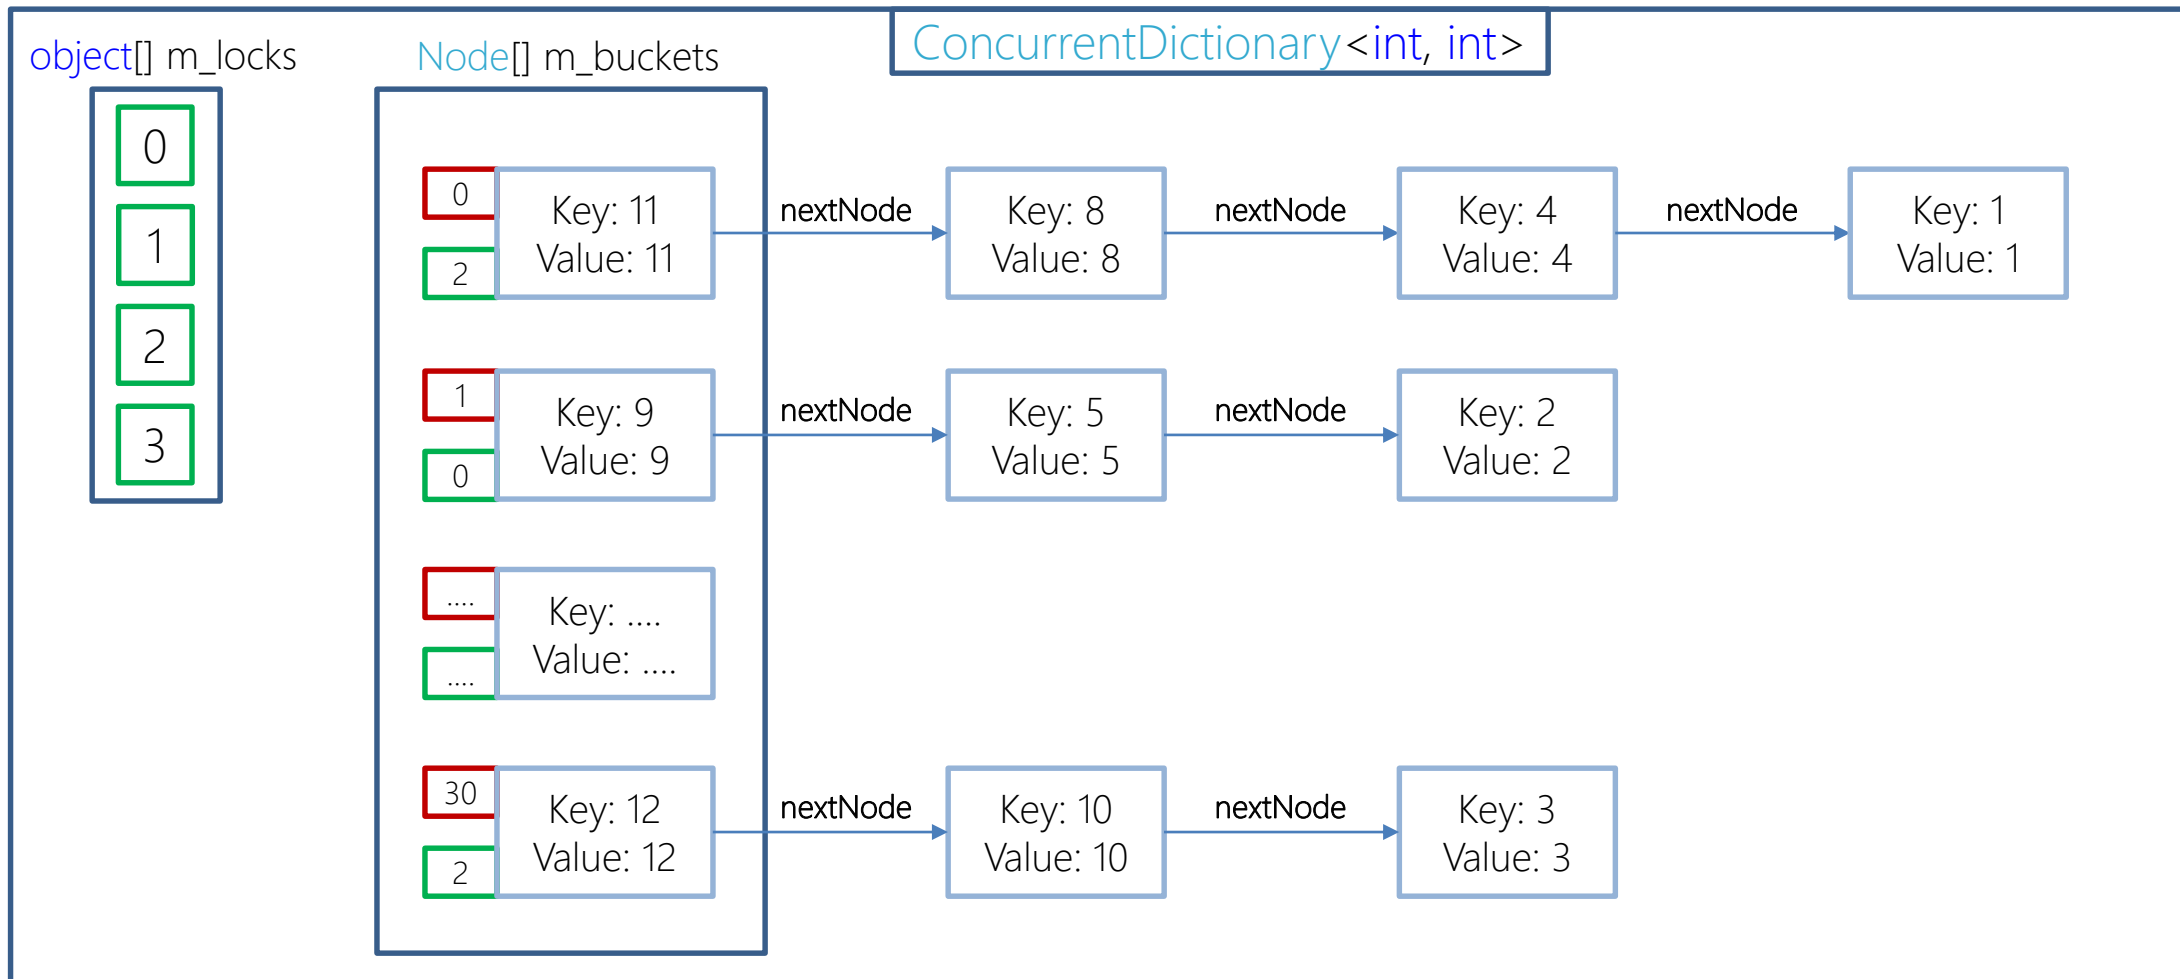 ConcurrentDictionary<int, int>
object[] m_locks
0
1
2
3
Node[] m_buckets
0
2
Key: 11
Value: 11
nextNode
Key: 8
Value: 8
nextNode
Key: 4
Value: 4
nextNode
Key: 1
Value: 1
1
0
Key: 9
Value: 9
nextNode
Key: 5
Value: 5
nextNode
Key: 2
Value: 2
....
....
Key: ....
Value: ....
30
2
Key: 12
Value: 12
nextNode
Key: 10
Value: 10
nextNode
Key: 3
Value: 3